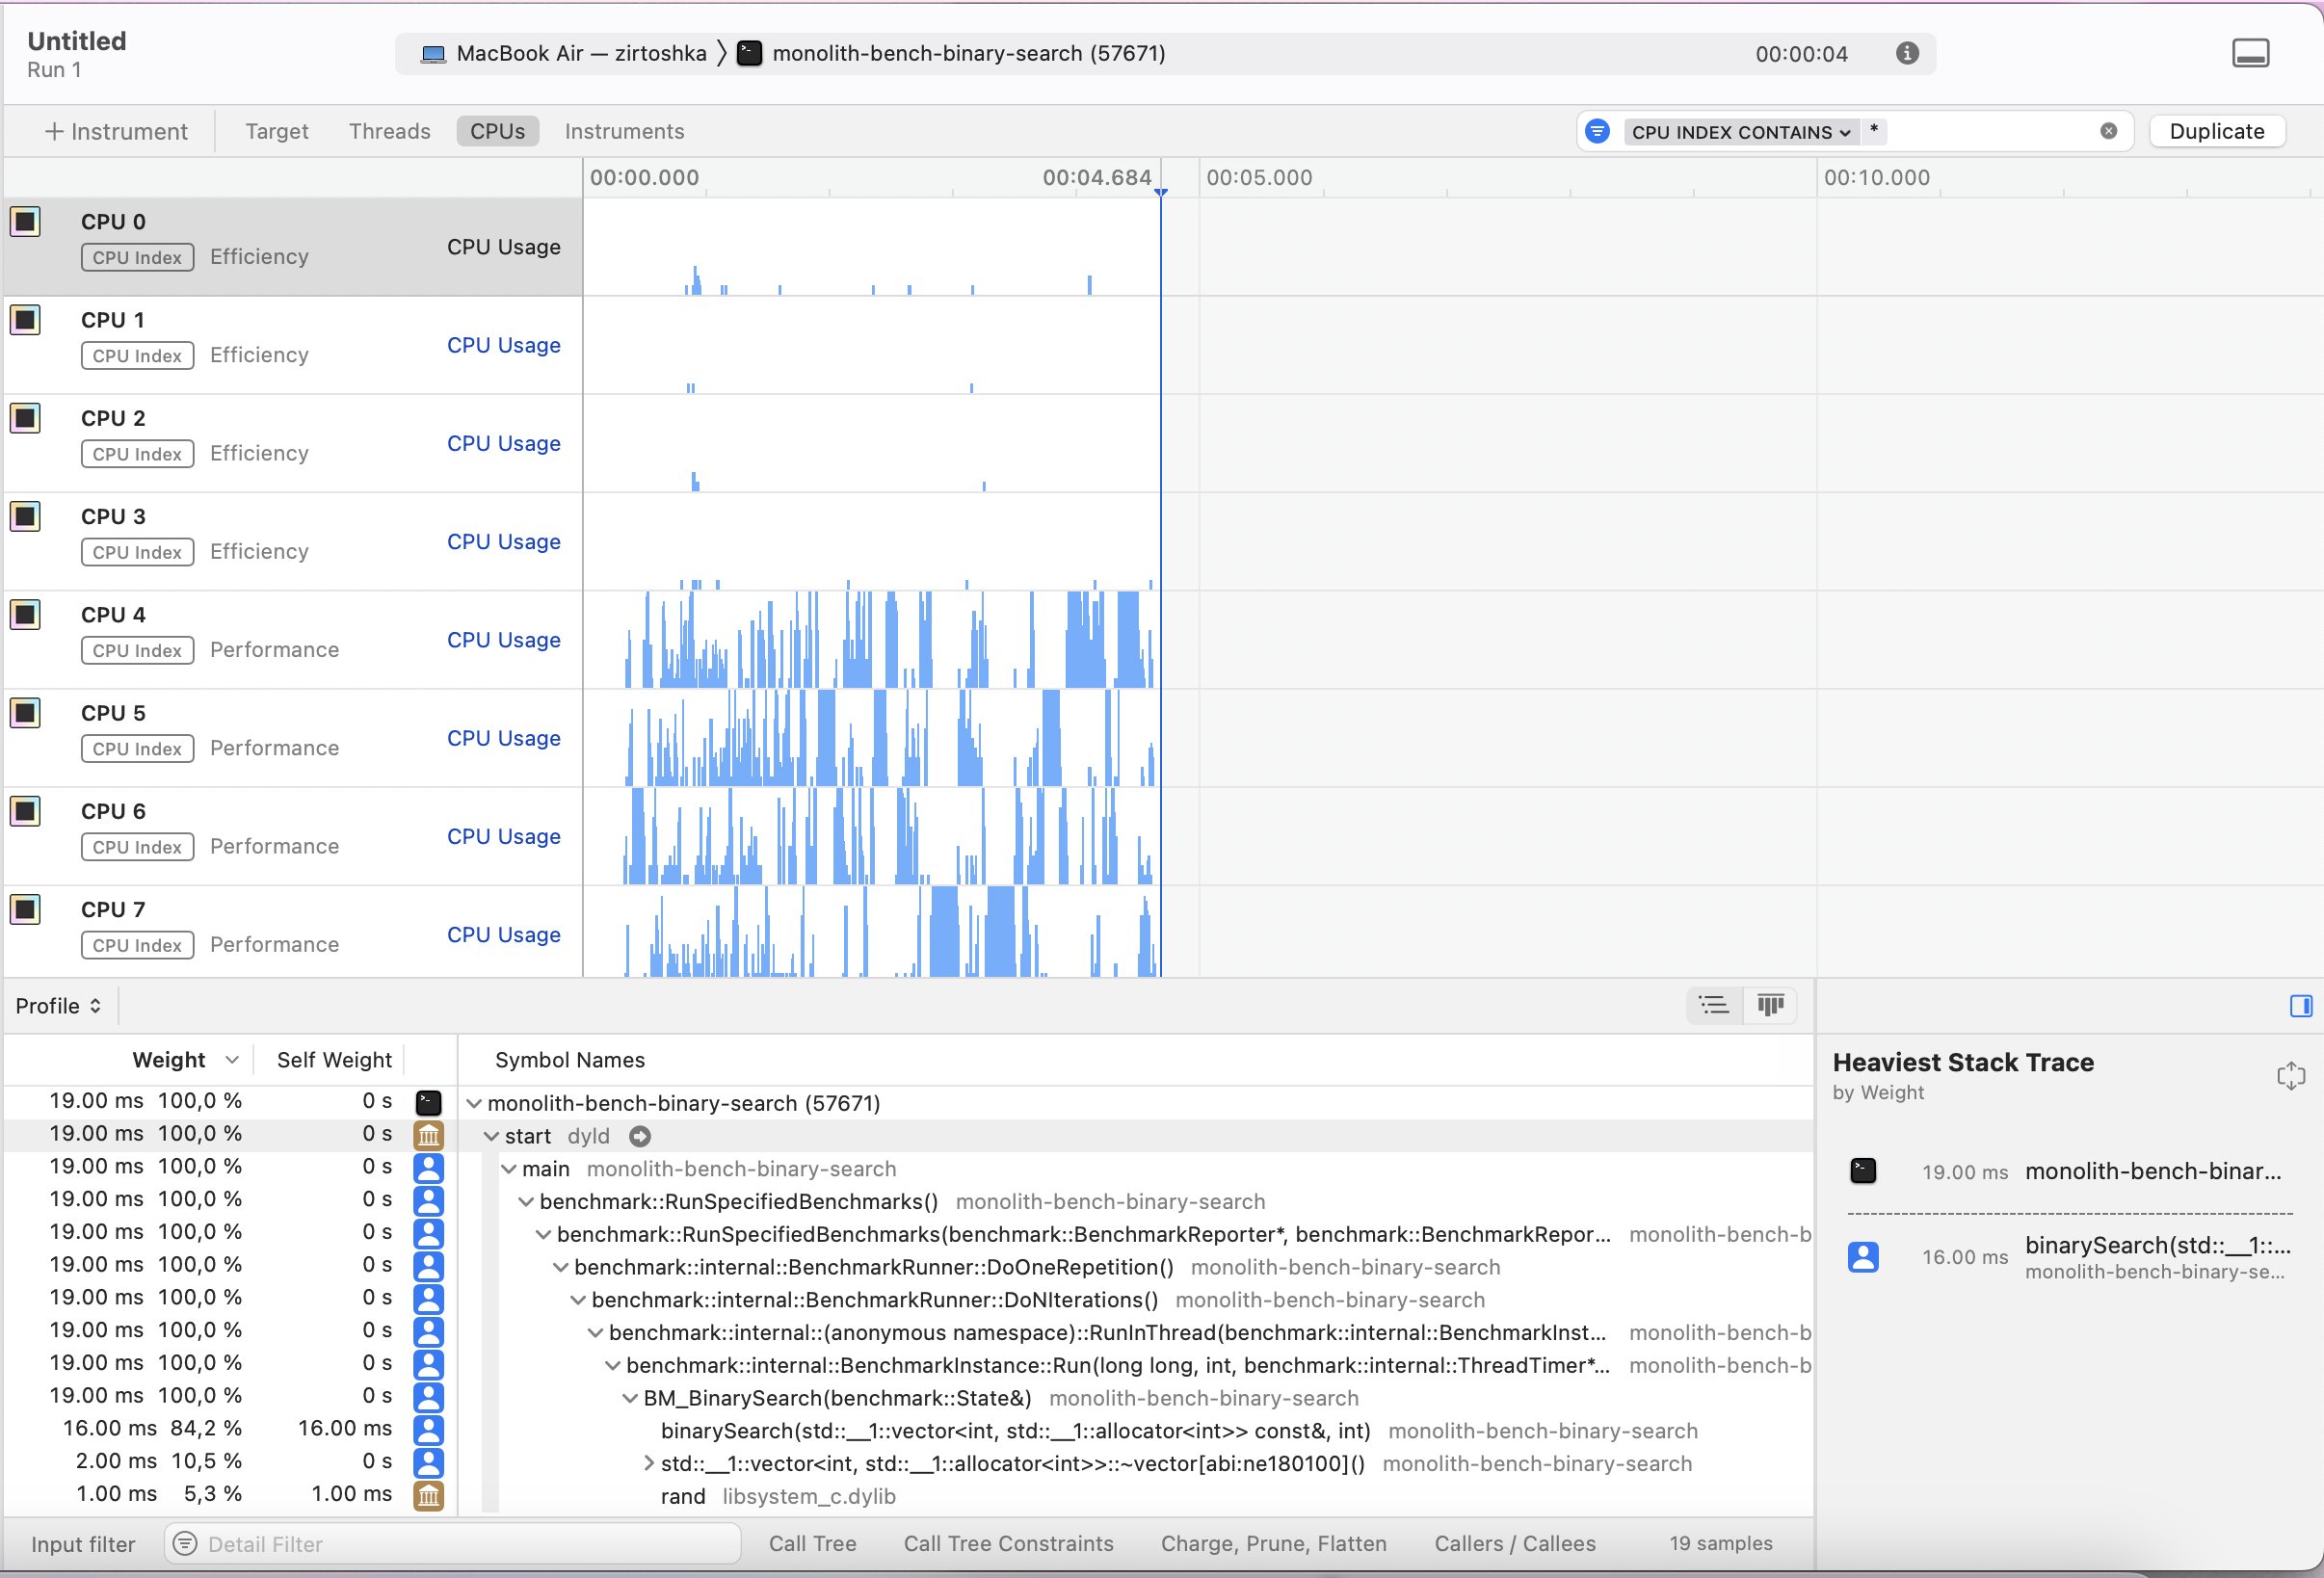 Untitled
Run 1
MacBook Air — zirtoshka 〉 monolith-bench-binary-search (57671) 00:00:04
+ Instrument Target Threads CPUs Instruments CPU INDEX CONTAINS * Duplicate
00:00.000 00:04.684 00:05.000 00:10.000
CPU 0
CPU Index Efficiency CPU Usage
CPU 1
CPU Index Efficiency CPU Usage
CPU 2
CPU Index Efficiency CPU Usage
CPU 3
CPU Index Efficiency CPU Usage
CPU 4
CPU Index Performance CPU Usage
CPU 5
CPU Index Performance CPU Usage
CPU 6
CPU Index Performance CPU Usage
CPU 7
CPU Index Performance CPU Usage
Profile
Weight Self Weight Symbol Names
19.00 ms 100,0 % 0 s monolith-bench-binary-search (57671)
19.00 ms 100,0 % 0 s start dyld
19.00 ms 100,0 % 0 s main monolith-bench-binary-search
19.00 ms 100,0 % 0 s benchmark::RunSpecifiedBenchmarks() monolith-bench-binary-search
19.00 ms 100,0 % 0 s benchmark::RunSpecifiedBenchmarks(benchmark::BenchmarkReporter*, benchmark::BenchmarkRepor... monolith-bench-b
19.00 ms 100,0 % 0 s benchmark::internal::BenchmarkRunner::DoOneRepetition() monolith-bench-binary-search
19.00 ms 100,0 % 0 s benchmark::internal::BenchmarkRunner::DoNIterations() monolith-bench-binary-search
19.00 ms 100,0 % 0 s benchmark::internal::(anonymous namespace)::RunInThread(benchmark::internal::BenchmarkInst... monolith-bench-b
19.00 ms 100,0 % 0 s benchmark::internal::BenchmarkInstance::Run(long long, int, benchmark::internal::ThreadTimer*... monolith-bench-b
19.00 ms 100,0 % 0 s BM_BinarySearch(benchmark::State&) monolith-bench-binary-search
16.00 ms 84,2 % 16.00 ms binarySearch(std::__1::vector<int, std::__1::allocator<int>> const&, int) monolith-bench-binary-search
2.00 ms 10,5 % 0 s std::__1::vector<int, std::__1::allocator<int>>::~vector[abi:ne180100]() monolith-bench-binary-search
1.00 ms 5,3 % 1.00 ms rand libsystem_c.dylib
Heaviest Stack Trace
by Weight
19.00 ms monolith-bench-binar...
16.00 ms binarySearch(std::__1::...
monolith-bench-binary-se...
Input filter Detail Filter Call Tree Call Tree Constraints Charge, Prune, Flatten Callers / Callees 19 samples